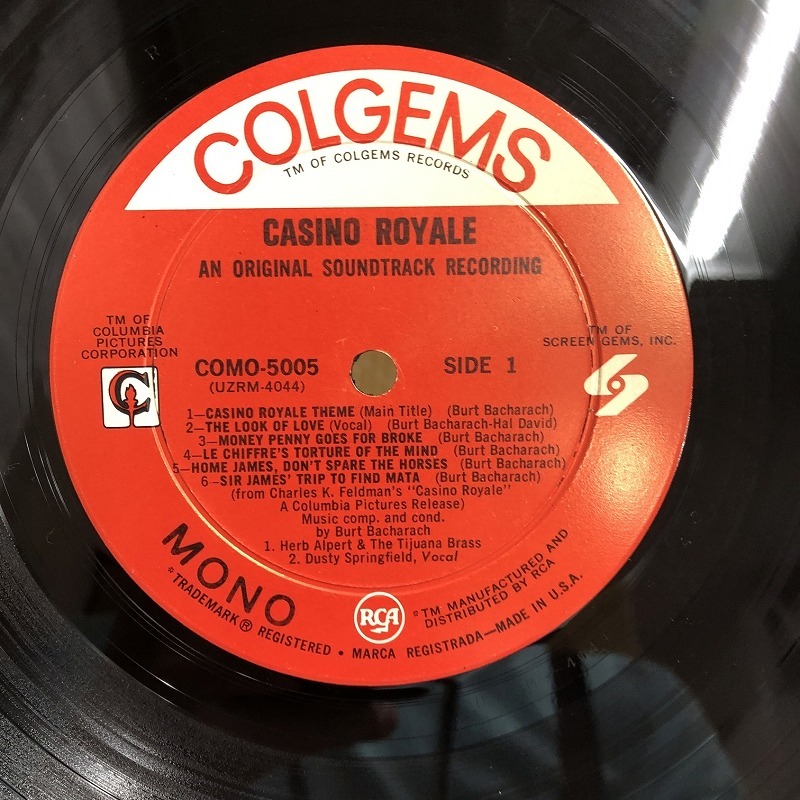 COLGEMS
TM OF COLGEMS RECORDS
CASINO ROYALE
AN ORIGINAL SOUNDTRACK RECORDING
TM OF
COLUMBIA
PICTURES
CORPORATION
TM OF
SCREEN GEMS, INC.
COMO-5005
(UZRM-4044)
SIDE 1
1—CASINO ROYALE THEME (Main Title) (Burt Bacharach)
2—THE LOOK OF LOVE (Vocal) (Burt Bacharach-Hal David)
3—MONEY PENNY GOES FOR BROKE (Burt Bacharach)
4—LE CHIFFRE'S TORTURE OF THE MIND (Burt Bacharach)
5—HOME JAMES, DON'T SPARE THE HORSES (Burt Bacharach)
6—SIR JAMES' TRIP TO FIND MATA (Burt Bacharach)
(from Charles K. Feldman's "Casino Royale"
A Columbia Pictures Release)
Music comp. and cond.
by Burt Bacharach
1. Herb Alpert & The Tijuana Brass
2. Dusty Springfield, Vocal
MONO
RCA
®TM MANUFACTURED AND
DISTRIBUTED BY RCA
*TRADEMARK ® REGISTERED • MARCA REGISTRADA—MADE IN U.S.A.